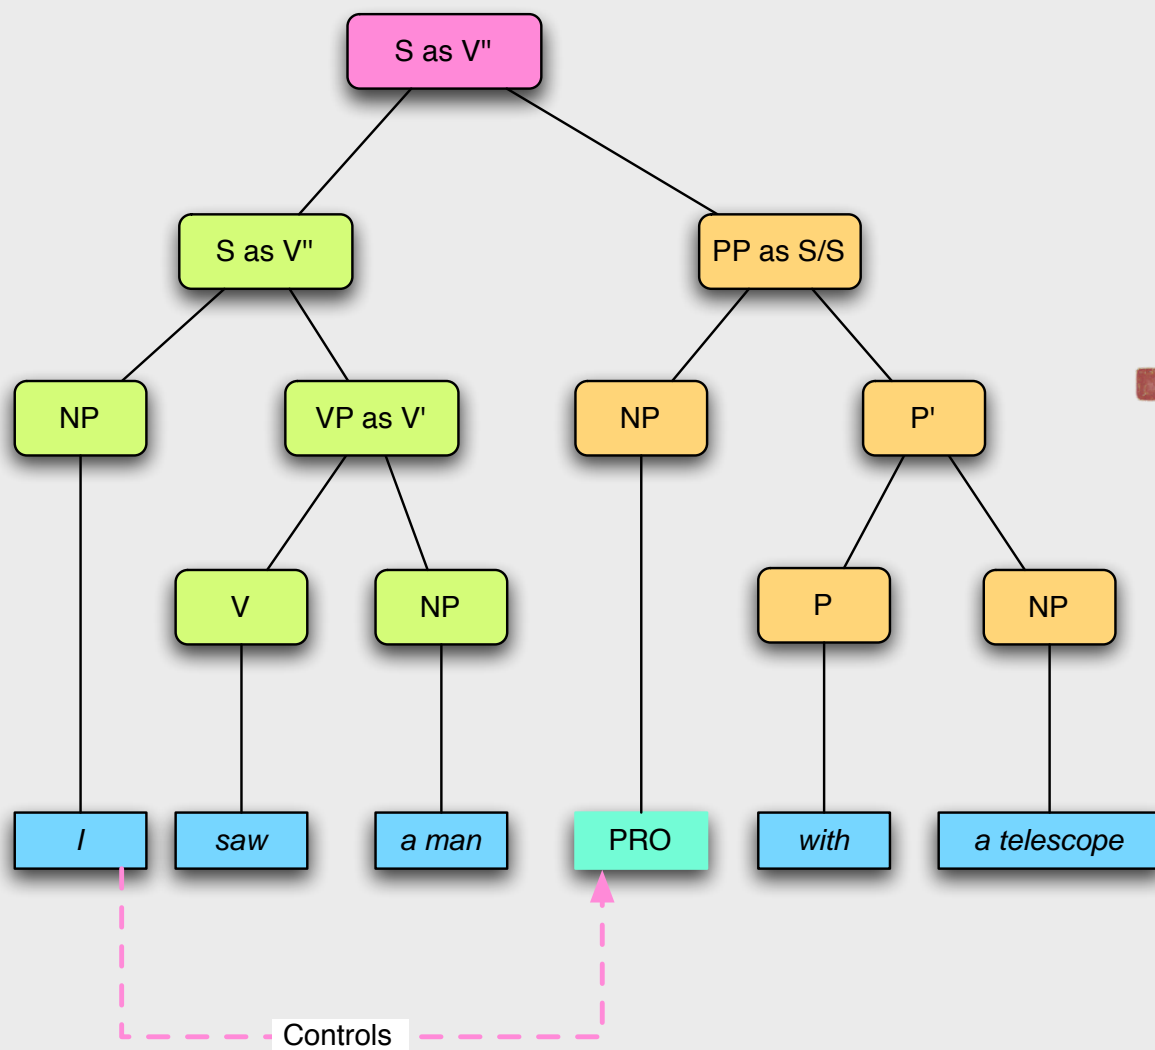 S as V"
S as V"
PP as S/S
NP
VP as V'
NP
P'
V
NP
P
NP
I
saw
a man
PRO
with
a telescope
Controls